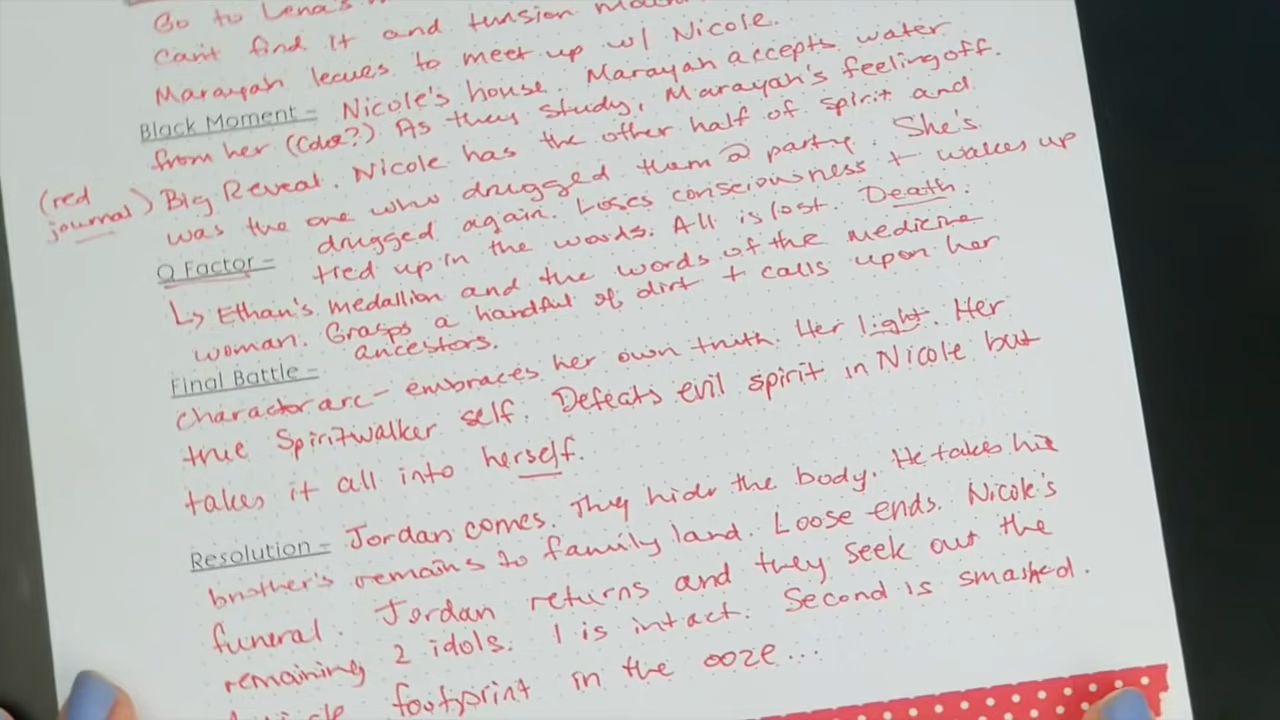 Go to Lena's
Can't find it and tension
Marayah leaves to meet up w/ Nicole.
Black Moment - Nicole's house. Marayah accepts water
from her (Coke?) As they study, Marayah's feeling off.
(red journal) Big Reveal. Nicole has the other half of spirit and
was the one who drugged them @ party. She's
drugged again. Loses consciousness + wakes up
Q Factor - tied up in the woods. All is lost. Death.
↳ Ethan's medallion and the words of the medicine
woman. Grasps a handful of dirt + calls upon her
ancestors.
Final Battle -
Charactor arc - embraces her own truth. Her light. Her
true Spiritwalker self. Defeats evil spirit in Nicole but
takes it all into herself.
Resolution - Jordan comes. They hide the body. He takes his
brother's remains to family land. Loose ends. Nicole's
funeral. Jordan returns and they seek out the
remaining 2 idols. 1 is intact. Second is smashed.
footprint in the ooze...